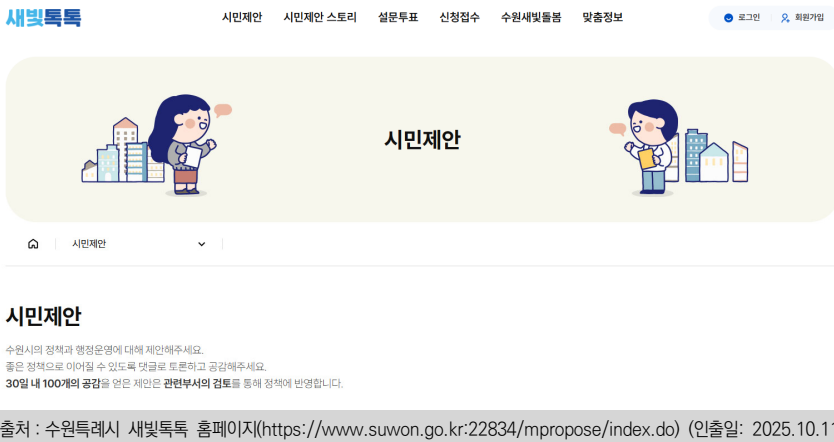 새빛톡톡
시민제안 시민제안 스토리 설문투표 신청접수 수원새빛돌봄 맞춤정보 로그인 회원가입
시민제안
시민제안
시민제안
수원시의 정책과 행정운영에 대해 제안해주세요.
좋은 정책으로 이어질 수 있도록 댓글로 토론하고 공감해주세요.
30일 내 100개의 공감을 얻은 제안은 관련부서의 검토를 통해 정책에 반영합니다.
출처 : 수원특례시 새빛톡톡 홈페이지(https://www.suwon.go.kr:22834/mpropose/index.do) (인출일: 2025.10.11